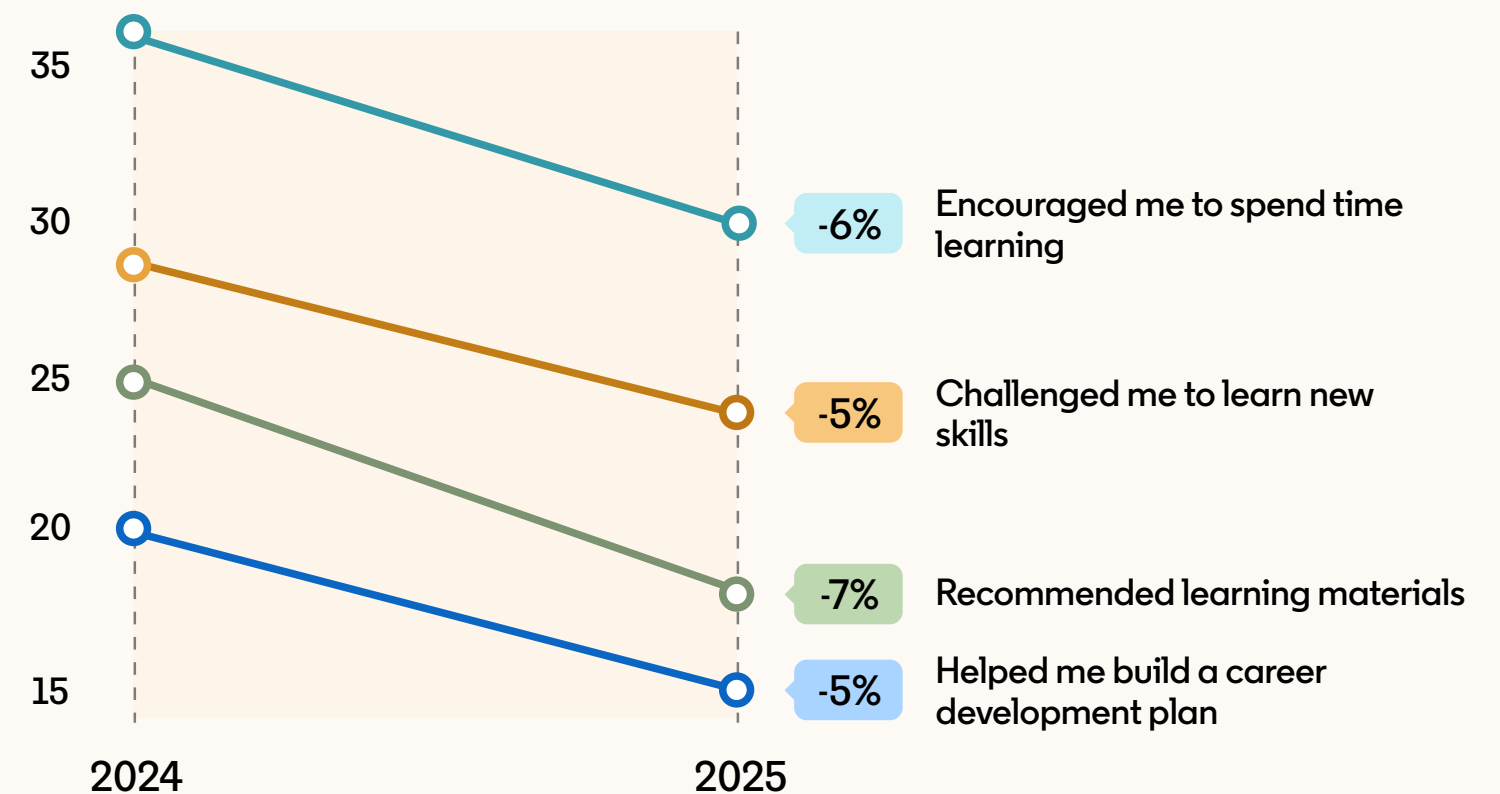 35
30
25
20
15
2024
2025
-6%
Encouraged me to spend time
learning
-5%
Challenged me to learn new
skills
-7%
Recommended learning materials
-5%
Helped me build a career
development plan